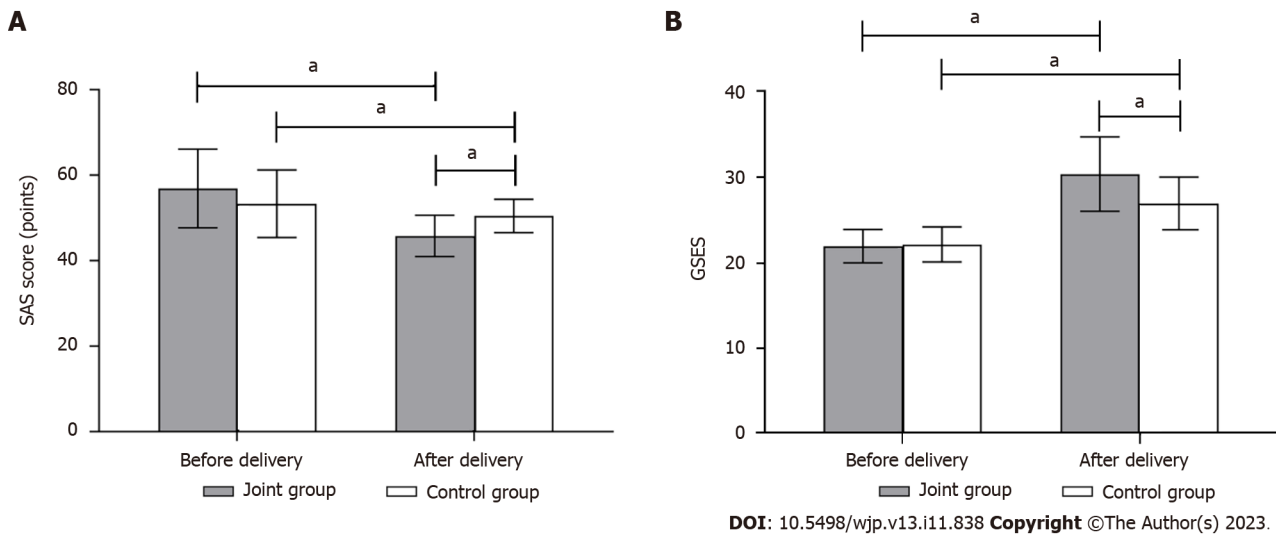 A
SAS score (points)
80
60
40
20
0
a
a
a
Before delivery
After delivery
Joint group
Control group
B
GSES
40
30
20
10
0
a
a
a
Before delivery
After delivery
Joint group
Control group
DOI: 10.5498/wjp.v13.i11.838 Copyright ©The Author(s) 2023.